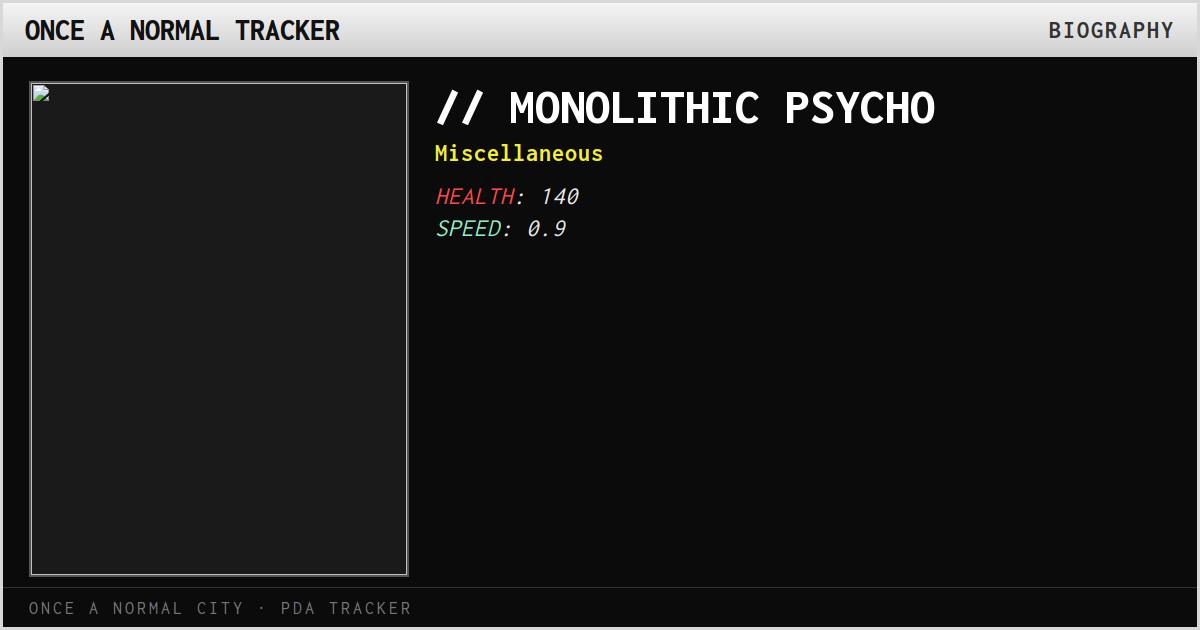 ONCE A NORMAL TRACKER
BIOGRAPHY
// MONOLITHIC PSYCHO
Miscellaneous
HEALTH: 140
SPEED: 0.9
ONCE A NORMAL CITY · PDA TRACKER